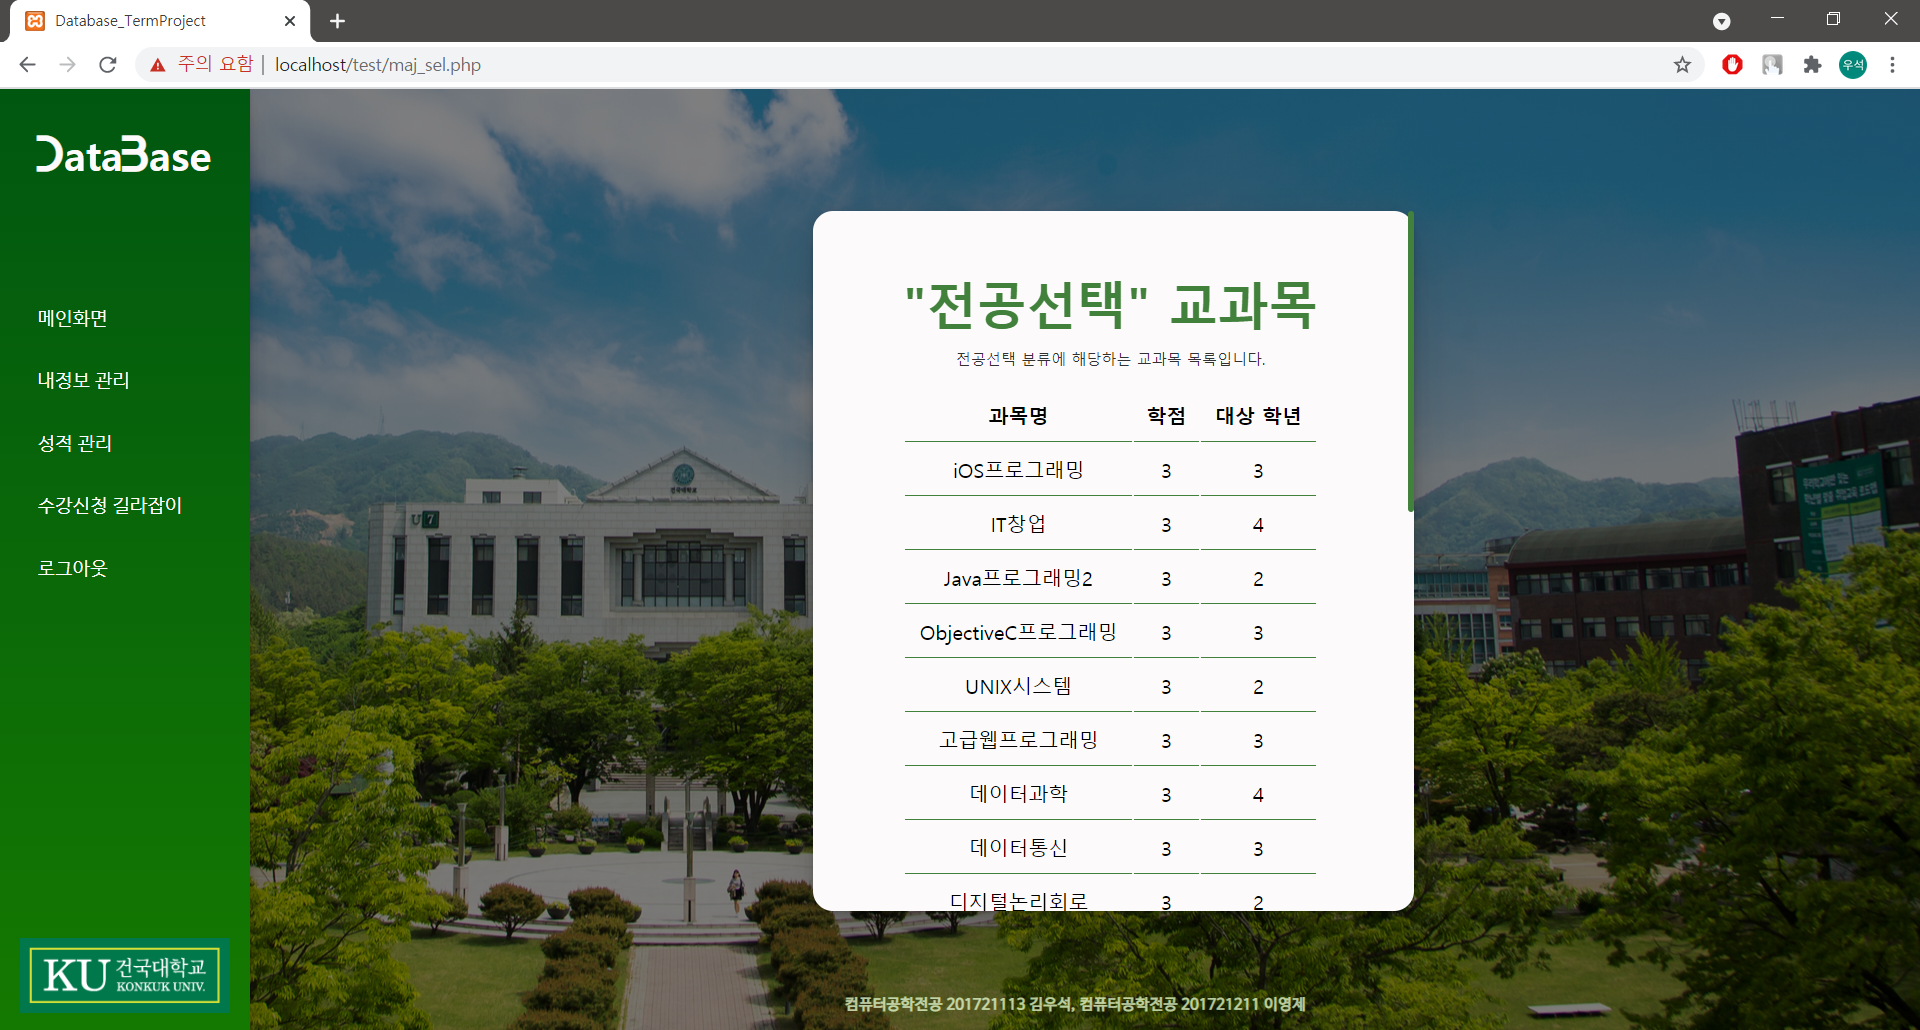 Database_TermProject
주의 요함 | localhost/test/maj_sel.php
우석
DataBase
메인화면
내정보 관리
성적 관리
수강신청 길라잡이
로그아웃
KU 건국대학교
KONKUK UNIV.
"전공선택" 교과목
전공선택 분류에 해당하는 교과목 목록입니다.
과목명 학점 대상 학년
iOS프로그래밍 3 3
IT창업 3 4
Java프로그래밍2 3 2
ObjectiveC프로그래밍 3 3
UNIX시스템 3 2
고급웹프로그래밍 3 3
데이터과학 3 4
데이터통신 3 3
디지털논리회로 3 2
U 7
건국대학교
컴퓨터공학전공 201721113 김우석, 컴퓨터공학전공 201721211 이영제